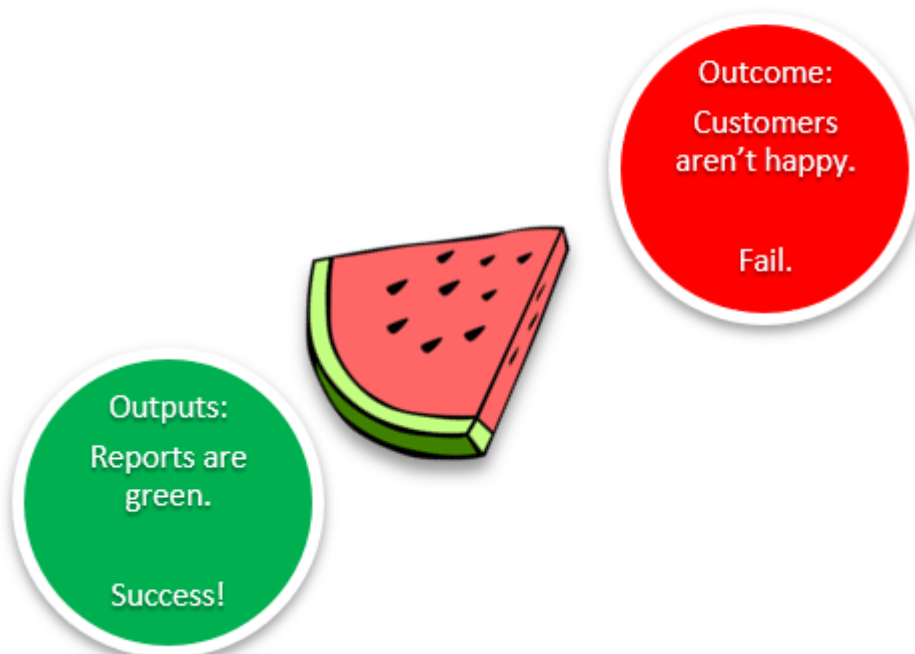 Outcome:
Customers
aren’t happy.
Fail.
Outputs:
Reports are
green.
Success!